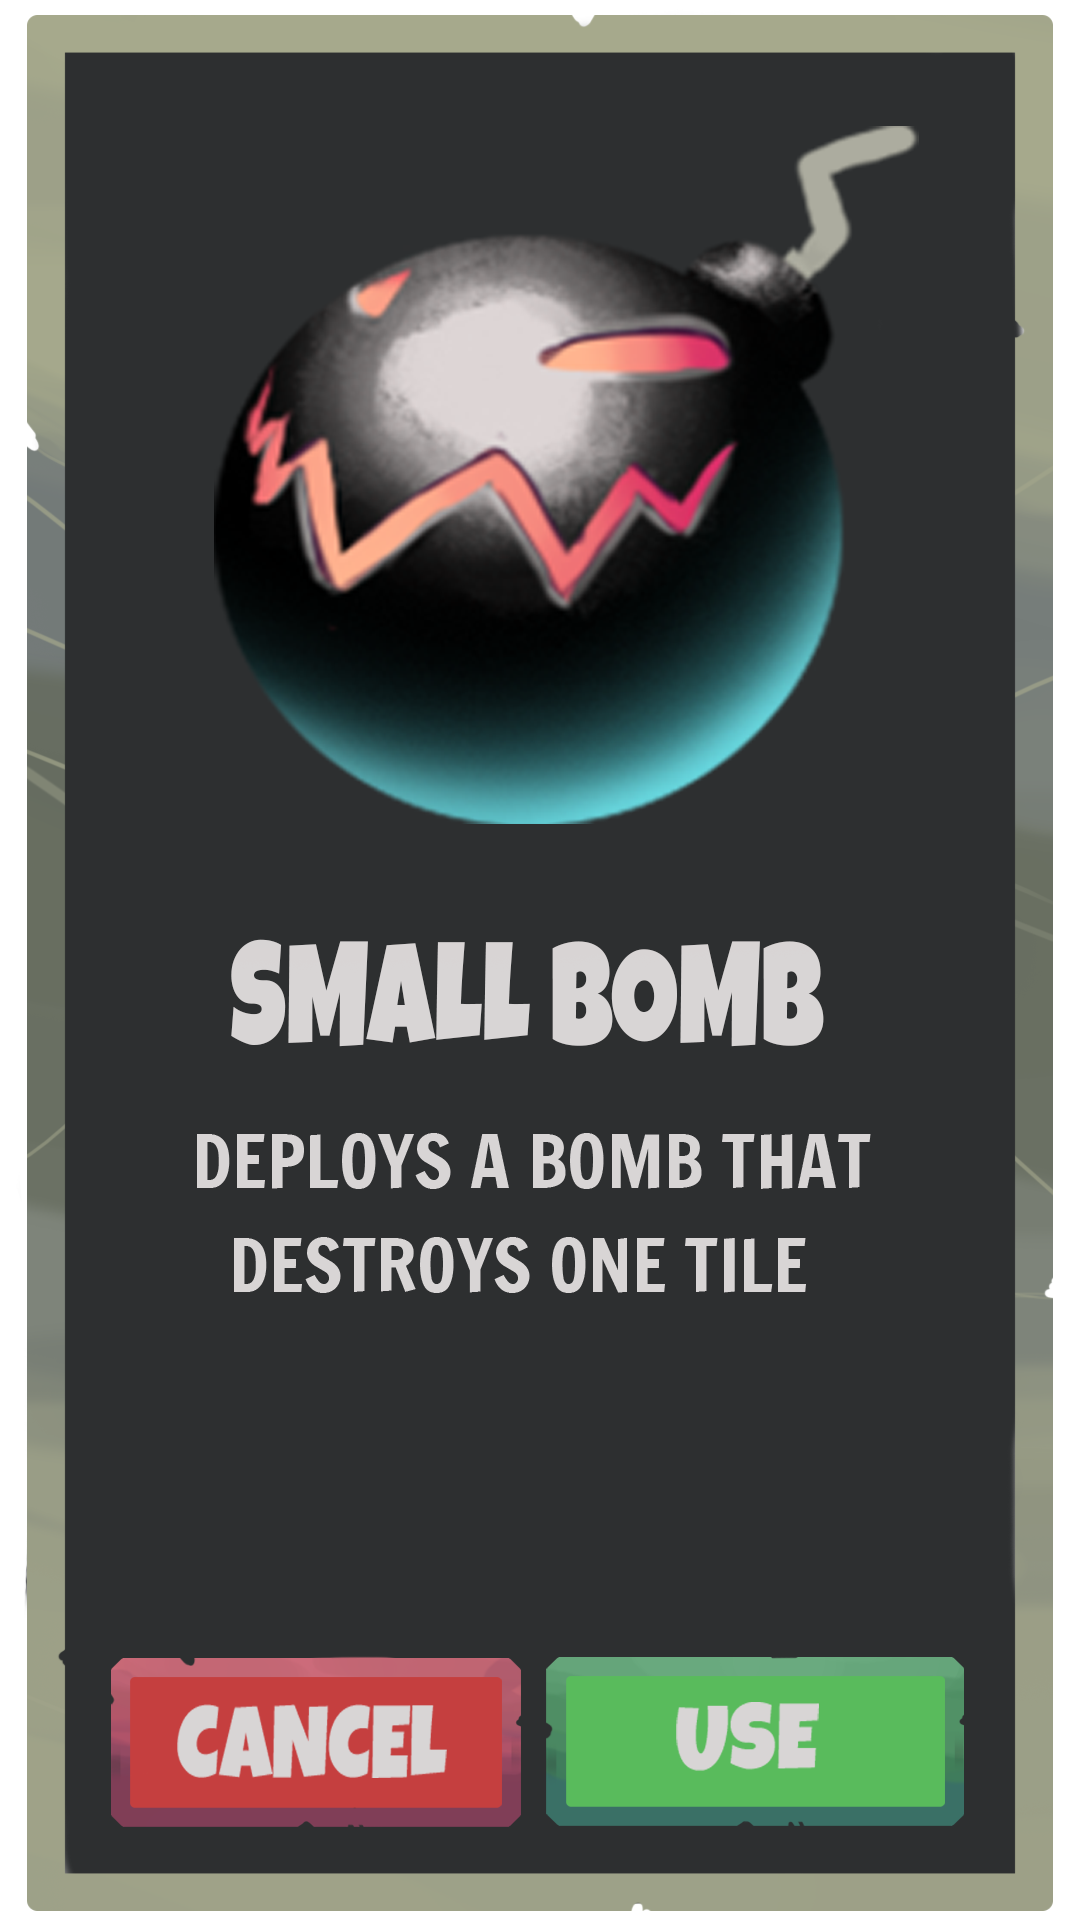 SMALL BOMB
DEPLOYS A BOMB THAT
DESTROYS ONE TILE
CANCEL
USE